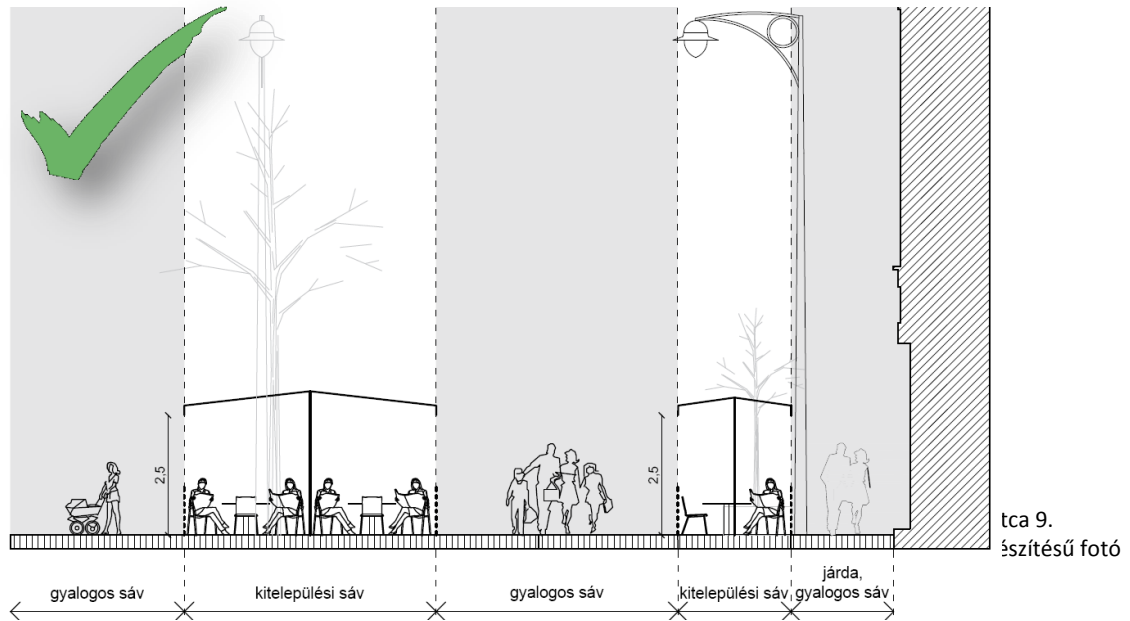 2,5
2,5
tca 9.
észítésű fotó
gyalogos sáv
kitelepülési sáv
gyalogos sáv
kitelepülési sáv
járda,
gyalogos sáv